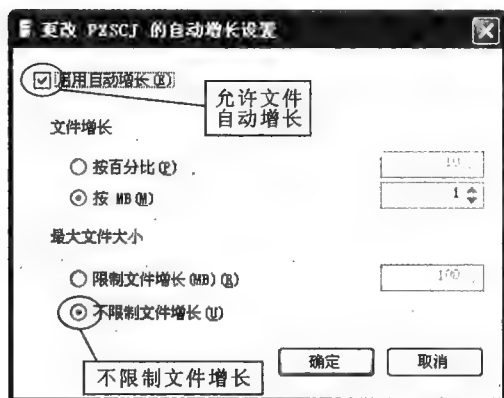 更改 PXSCJ 的自动增长设置
启用自动增长(E)
允许文件
自动增长
文件增长
按百分比(P)
10
按 MB(M)
1
最大文件大小
限制文件增长(MB)(R)
100
不限制文件增长(U)
确定
取消
不限制文件增长